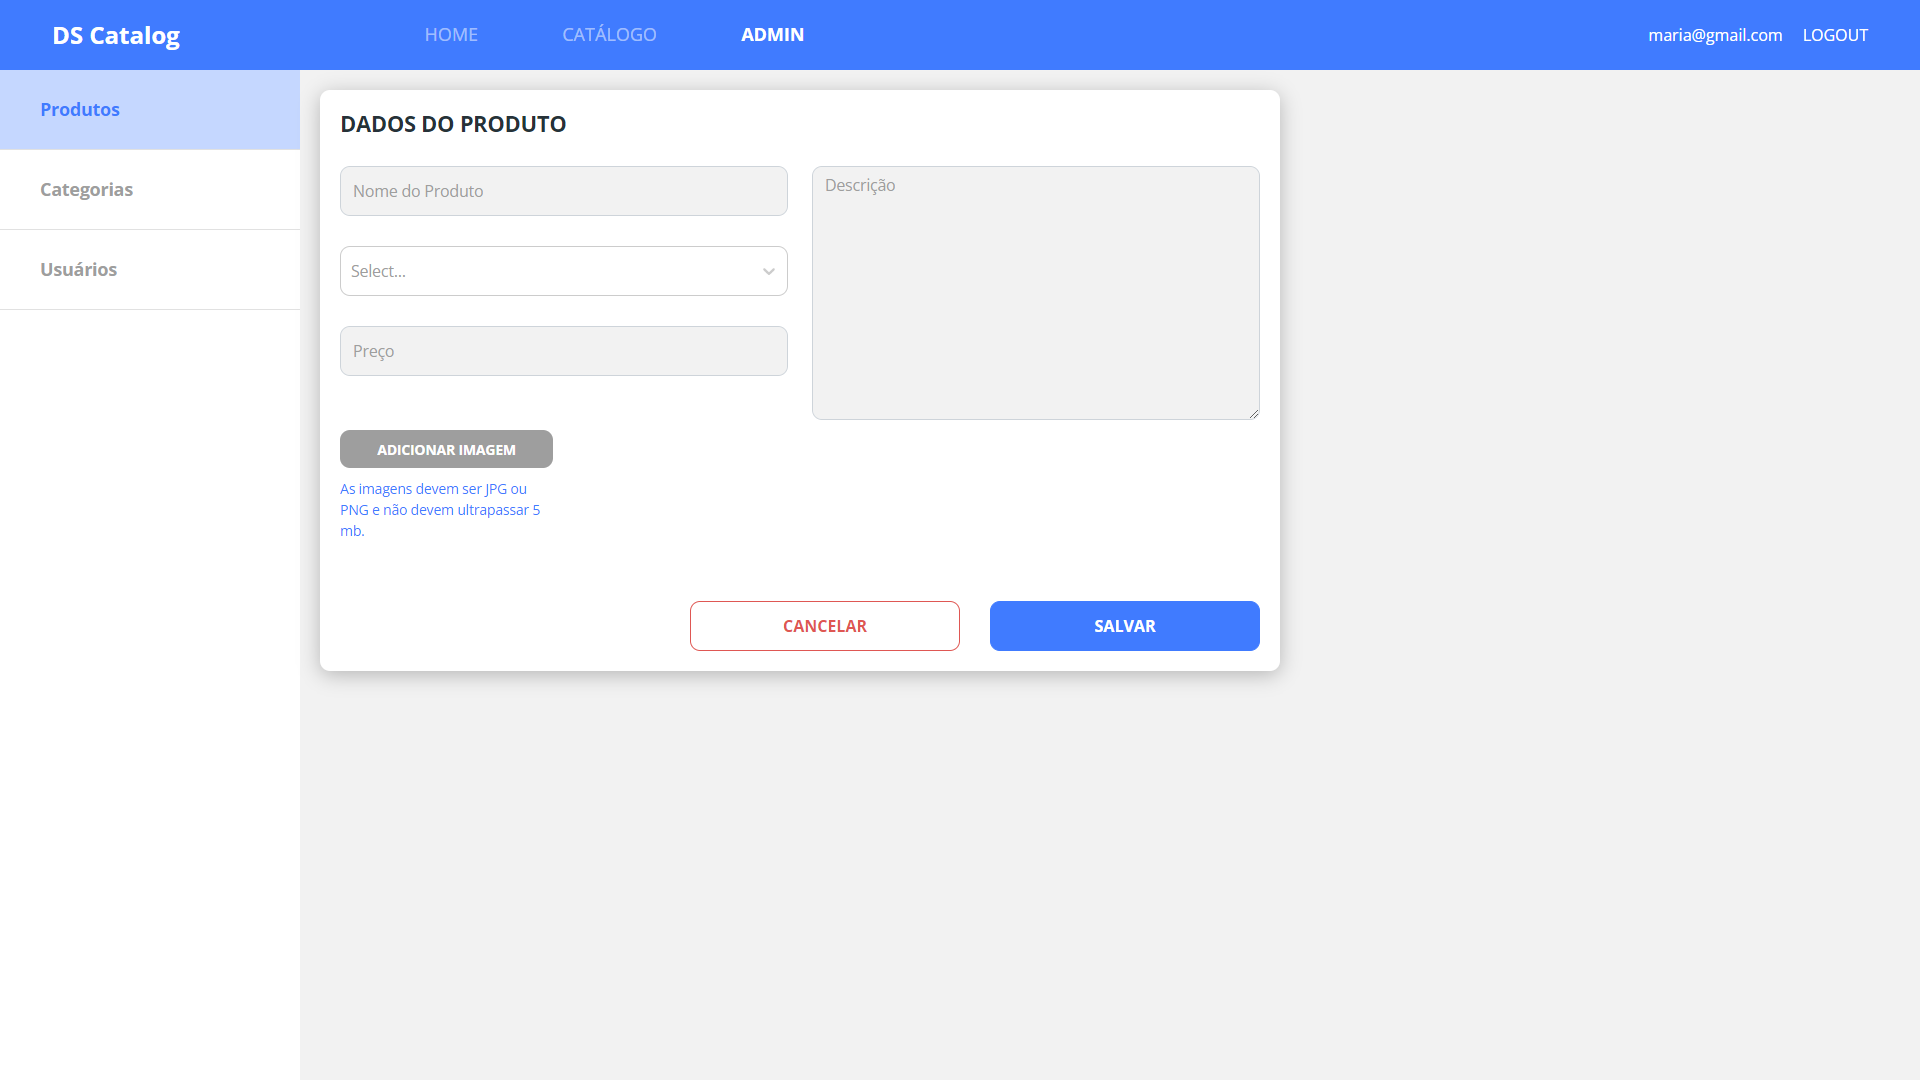 DS Catalog
HOME
CATÁLOGO
ADMIN
maria@gmail.com
LOGOUT
Produtos
Categorias
Usuários
DADOS DO PRODUTO
Nome do Produto
Select...
Preço
Descrição
ADICIONAR IMAGEM
As imagens devem ser JPG ou
PNG e não devem ultrapassar 5
mb.
CANCELAR
SALVAR